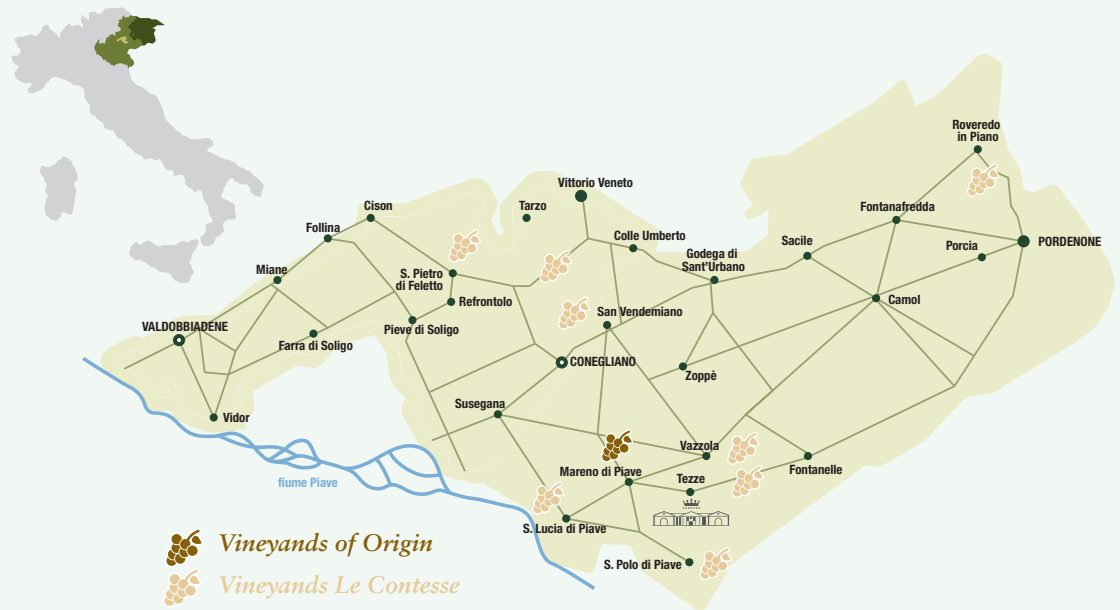 Roveredo
in Piano
Vittorio Veneto
Cison
Tarzo
Fontanafredda
Follina
Colle Umberto
Sacile
Porcia
PORDENONE
Godega di
Sant'Urbano
Miane
S. Pietro
di Feletto
Refrontolo
Camol
San Vendemiano
VALDOBBIADENE
Pieve di Soligo
Farra di Soligo
CONEGLIANO
Zoppè
Susegana
Vidor
Vazzola
Mareno di Piave
Fontanelle
Tezze
fiume Piave
S. Lucia di Piave
S. Polo di Piave
Vineyands of Origin
Vineyands Le Contesse